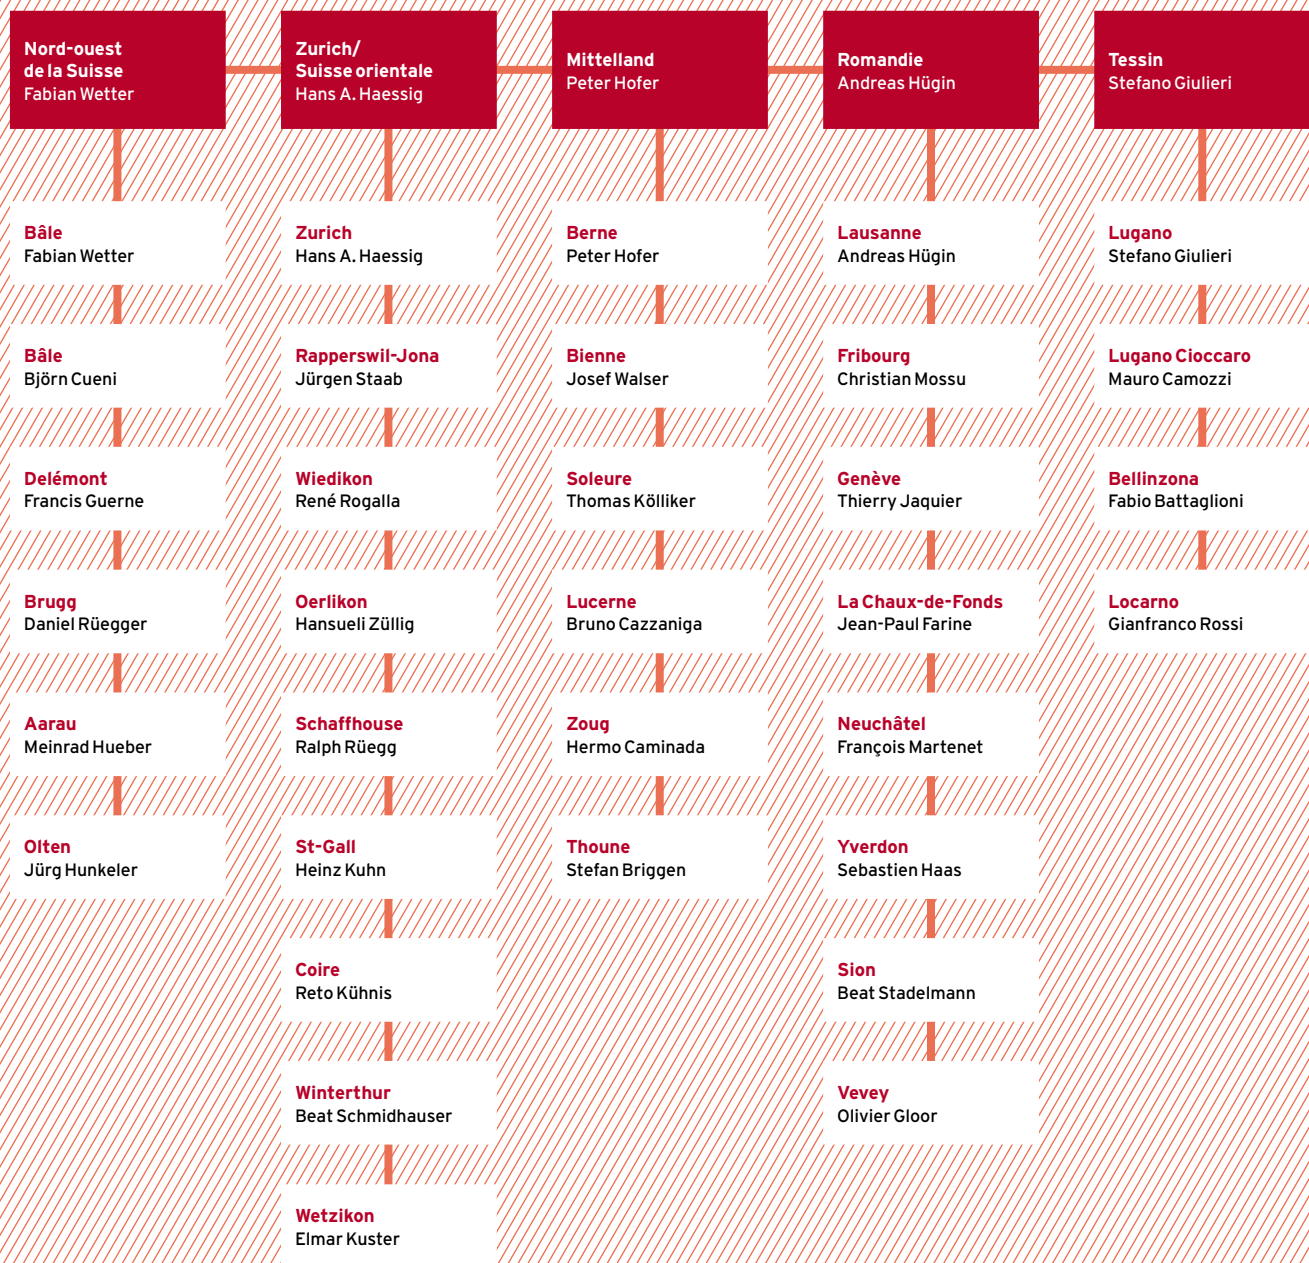 Nord-ouest
de la Suisse
Fabian Wetter
Zurich/
Suisse orientale
Hans A. Haessig
Mittelland
Peter Hofer
Romandie
Andreas Hügin
Tessin
Stefano Giulieri
Bâle
Fabian Wetter
Bâle
Björn Cueni
Delémont
Francis Guerne
Brugg
Daniel Rüegger
Aarau
Meinrad Hueber
Olten
Jürg Hunkeler
Zurich
Hans A. Haessig
Rapperswil-Jona
Jürgen Staab
Wiedikon
René Rogalla
Oerlikon
Hansueli Züllig
Schaffhouse
Ralph Rüegg
St-Gall
Heinz Kuhn
Coire
Reto Kühnis
Winterthur
Beat Schmidhauser
Wetzikon
Elmar Kuster
Berne
Peter Hofer
Bienne
Josef Walser
Soleure
Thomas Kölliker
Lucerne
Bruno Cazzaniga
Zoug
Hermo Caminada
Thoune
Stefan Briggen
Lausanne
Andreas Hügin
Fribourg
Christian Mossu
Genève
Thierry Jaquier
La Chaux-de-Fonds
Jean-Paul Farine
Neuchâtel
François Martenet
Yverdon
Sebastien Haas
Sion
Beat Stadelmann
Vevey
Olivier Gloor
Lugano
Stefano Giulieri
Lugano Cioccaro
Mauro Camozzi
Bellinzona
Fabio Battaglioni
Locarno
Gianfranco Rossi